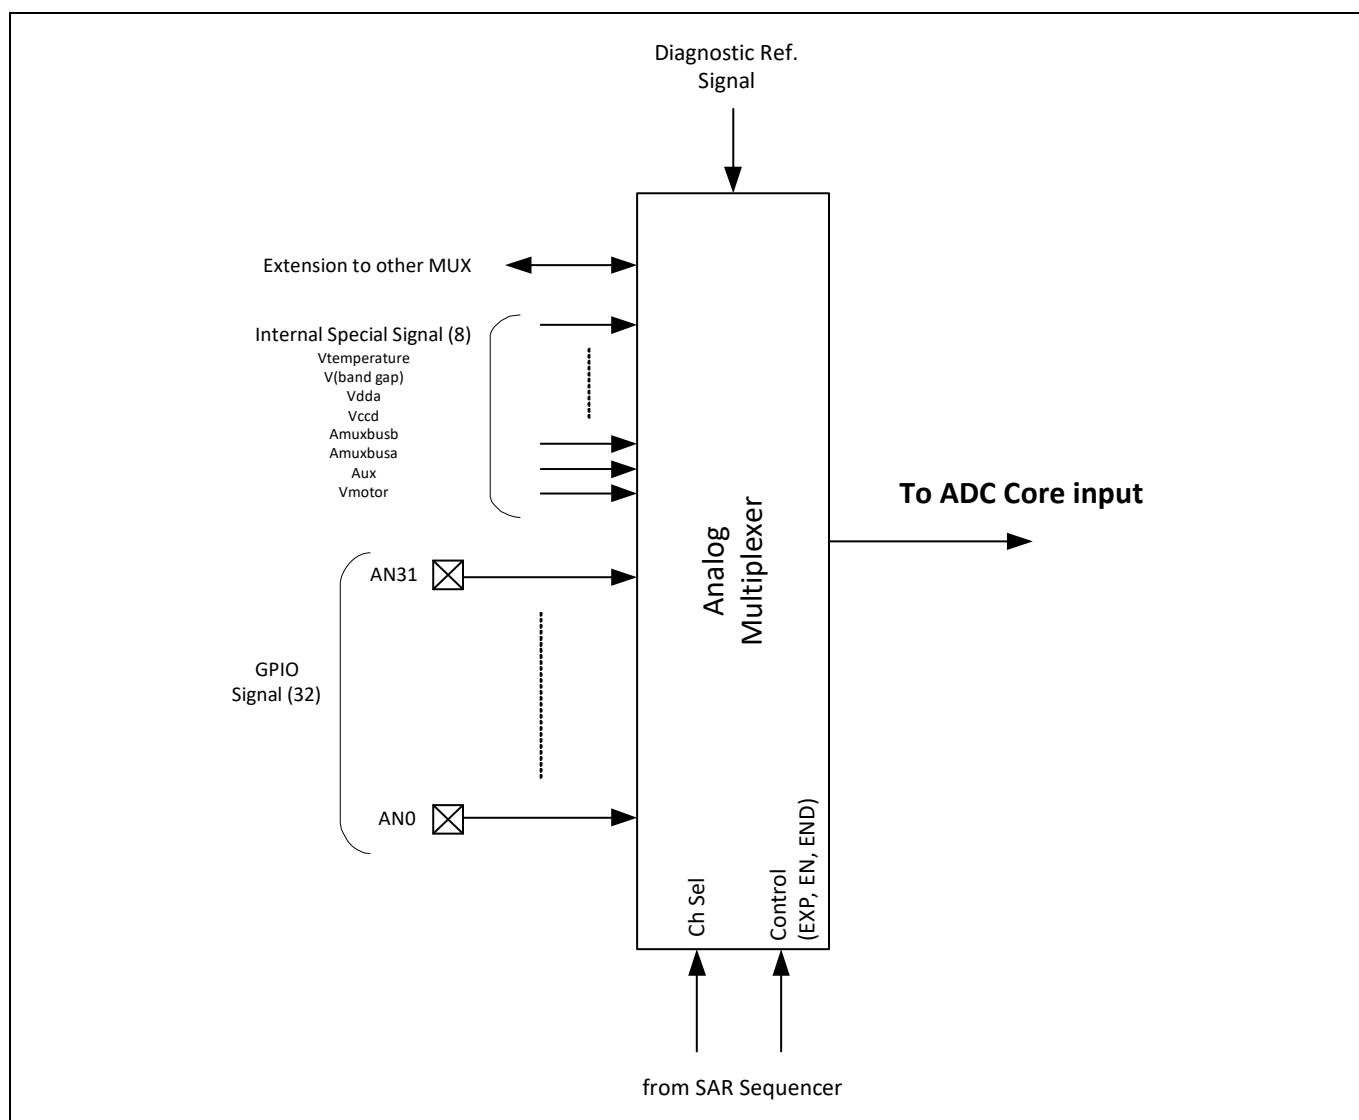 Diagnostic Ref.
Signal
Extension to other MUX
Internal Special Signal (8)
Vtemperature
V(band gap)
Vdda
Vccd
Amuxbusb
Amuxbusa
Aux
Vmotor
To ADC Core input
Analog
Multiplexer
AN31
GPIO
Signal (32)
AN0
Ch Sel
Control
(EXP, EN, END)
from SAR Sequencer